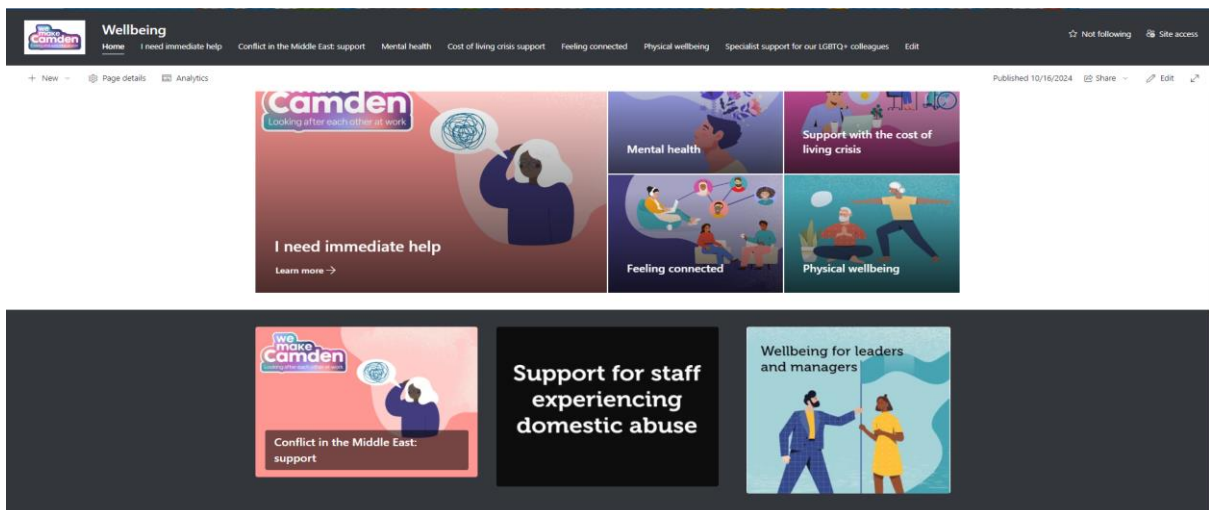 we make Camden
Wellbeing
Home I need immediate help Conflict in the Middle East: support Mental health Cost of living crisis support Feeling connected Physical wellbeing Specialist support for our LGBTQ+ colleagues Edit
Not following Site access
+ New Page details Analytics
Published 10/16/2024 Share Edit
Camden
Looking after each other at work
I need immediate help
Learn more →
Mental health
Support with the cost of
living crisis
Feeling connected
Physical wellbeing
we
make
Camden
Looking after each other at work
Conflict in the Middle East:
support
Support for staff
experiencing
domestic abuse
Wellbeing for leaders
and managers